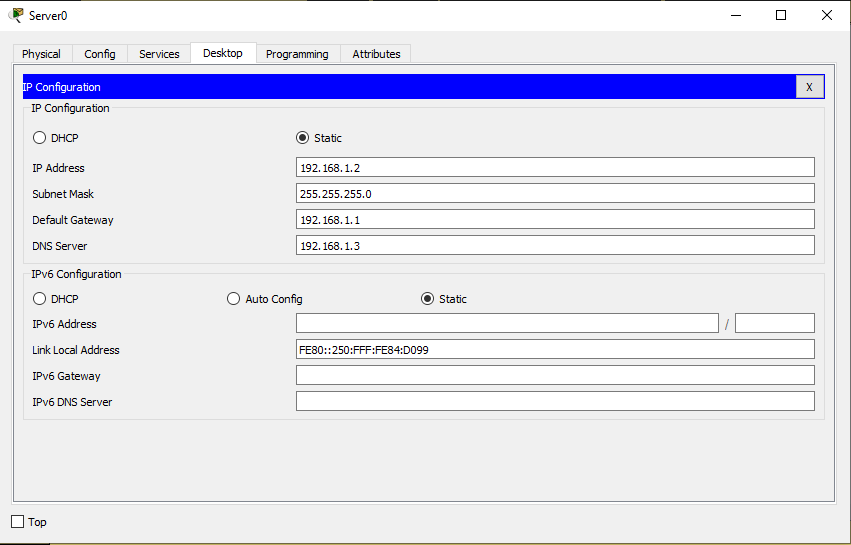 Server0
Physical Config Services Desktop Programming Attributes
IP Configuration X
IP Configuration
DHCP Static
IP Address 192.168.1.2
Subnet Mask 255.255.255.0
Default Gateway 192.168.1.1
DNS Server 192.168.1.3
IPv6 Configuration
DHCP Auto Config Static
IPv6 Address /
Link Local Address FE80::250:FFF:FE84:D099
IPv6 Gateway
IPv6 DNS Server
Top